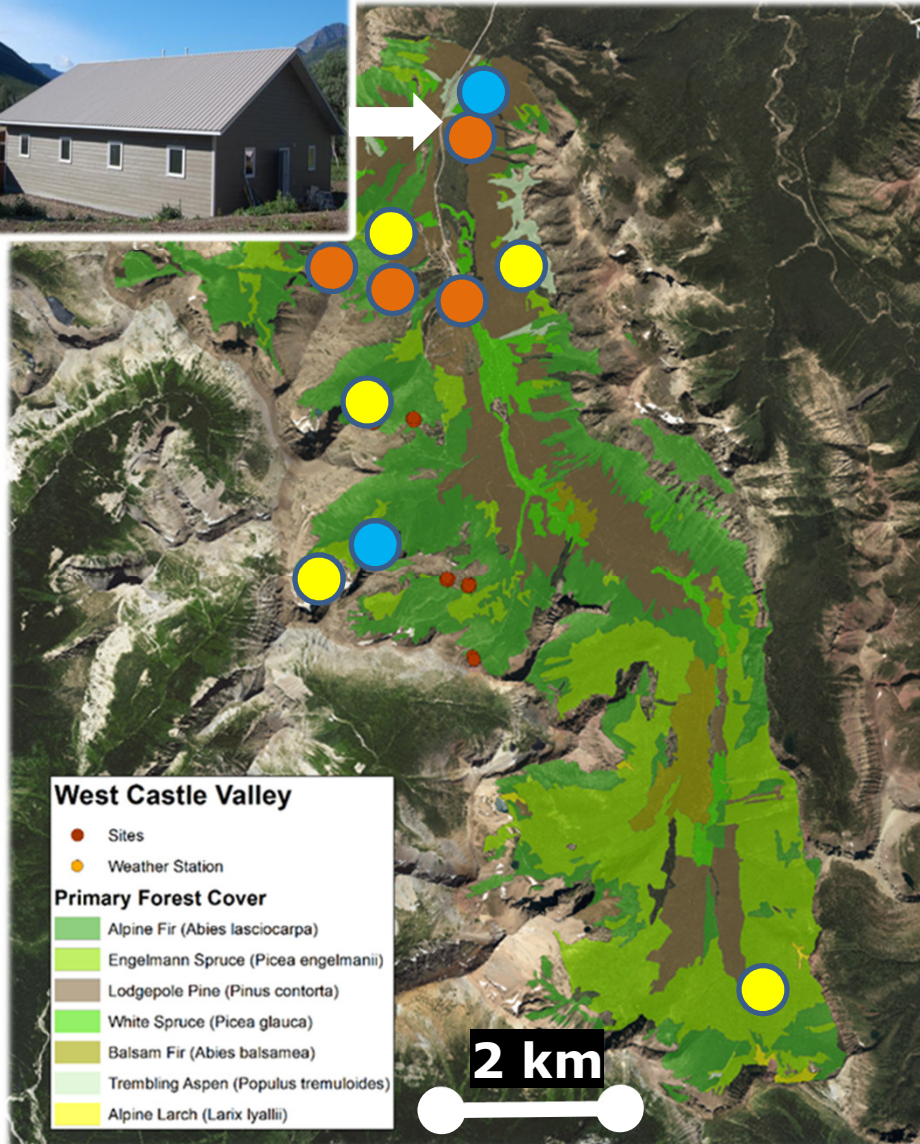 West Castle Valley
Sites
Weather Station
Primary Forest Cover
Alpine Fir (Abies lasciocarpa)
Engelmann Spruce (Picea engelmanii)
Lodgepole Pine (Pinus contorta)
White Spruce (Picea glauca)
Balsam Fir (Abies balsamea)
Trembling Aspen (Populus tremuloides)
Alpine Larch (Larix lyallii)
2 km